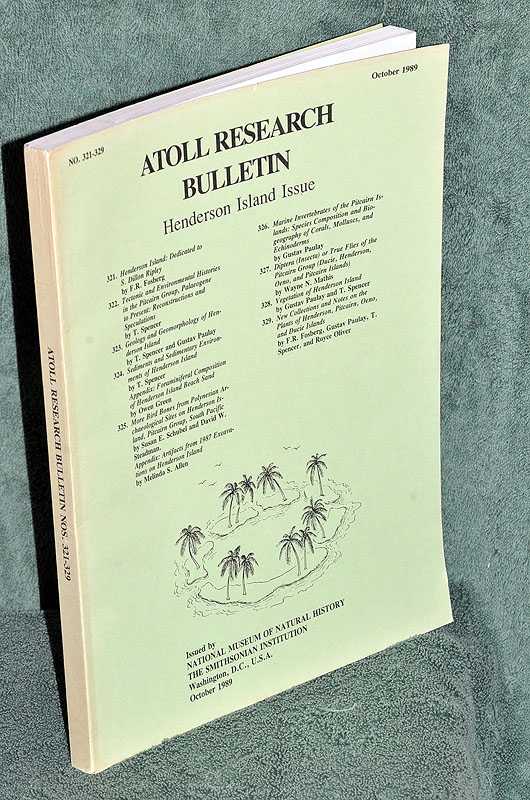 NO. 321-329
October 1989
ATOLL RESEARCH
BULLETIN
Henderson Island Issue
321. Henderson Island: Dedicated to
S. Dillon Ripley
by F.R. Fosberg
322. Tectonic and Environmental Histories
in the Pitcairn Group, Palaeogene
to Present: Reconstructions and
Speculations
by T. Spencer
323. Geology and Geomorphology of Hen-
derson Island
by T. Spencer and Gustav Paulay
324. Sediments and Sedimentary Environ-
ments of Henderson Island
by T. Spencer
Appendix: Foraminiferal Composition
of Henderson Island Beach Sand
by Owen Green
325. More Bird Bones from Polynesian Ar-
chaeological Sites on Henderson Is-
land, Pitcairn Group, South Pacific
by Susan E. Schubel and David W.
Steadman.
Appendix: Artifacts from 1987 Excava-
tions on Henderson Island
by Melinda S. Allen
326. Marine Invertebrates of the Pitcairn Is-
lands: Species Composition and Bio-
geography of Corals, Molluscs, and
Echinoderms
by Gustav Paulay
327. Diptera (Insecta) or True Flies of the
Pitcairn Group (Ducie, Henderson,
Oeno, and Pitcairn Islands)
by Wayne N. Mathis
328. Vegetation of Henderson Island
by Gustav Paulay and T. Spencer
329. New Collections and Notes on the
Plants of Henderson, Pitcairn, Oeno,
and Ducie Islands
by F.R. Fosberg, Gustav Paulay, T.
Spencer, and Royce Oliver
Issued by
NATIONAL MUSEUM OF NATURAL HISTORY
THE SMITHSONIAN INSTITUTION
Washington, D.C., U.S.A.
October 1989
ATOLL RESEARCH BULLETIN NOS. 321-329